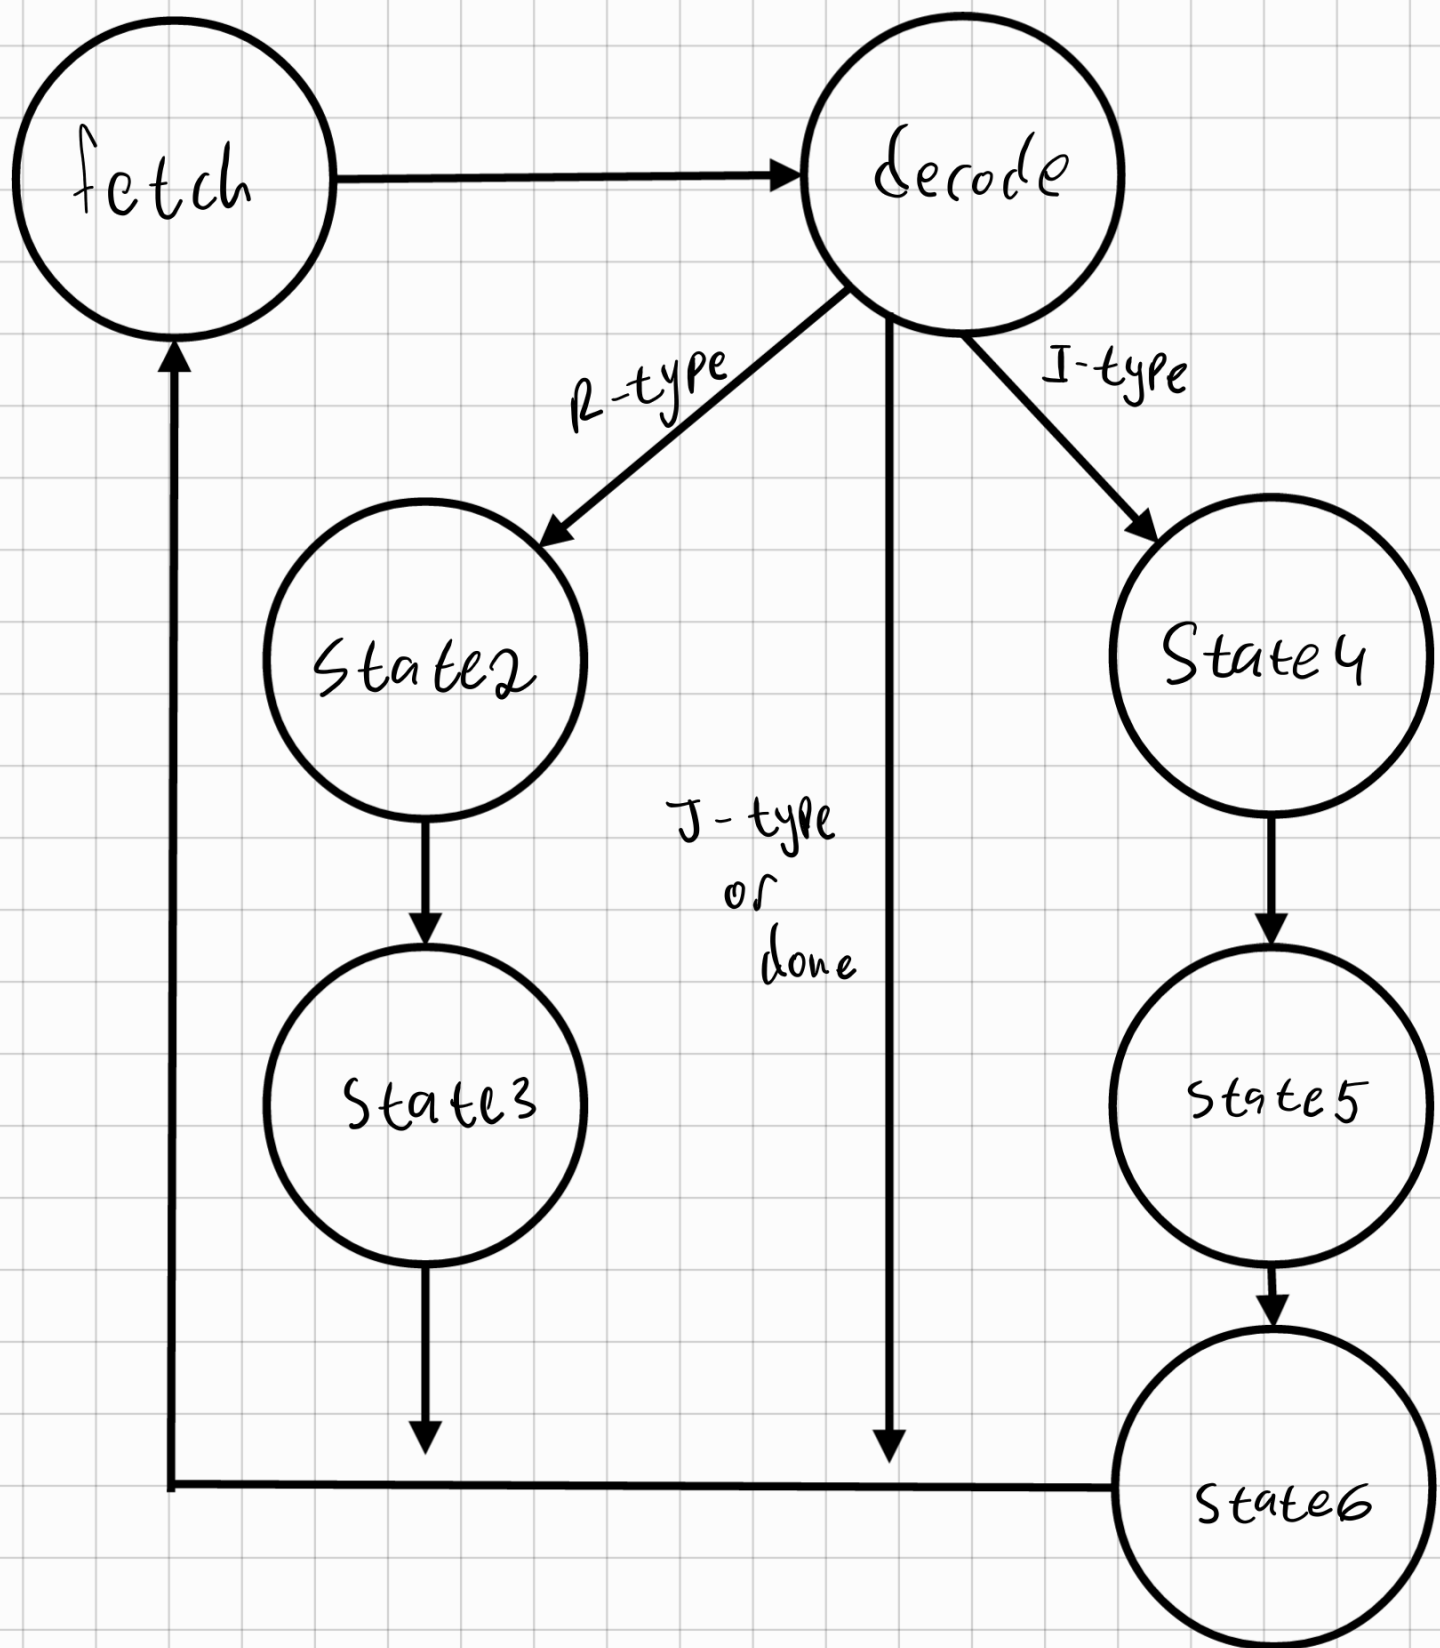 fetch
decode
R-type
I-type
State2
State4
J-type
or
done
State3
State5
State6